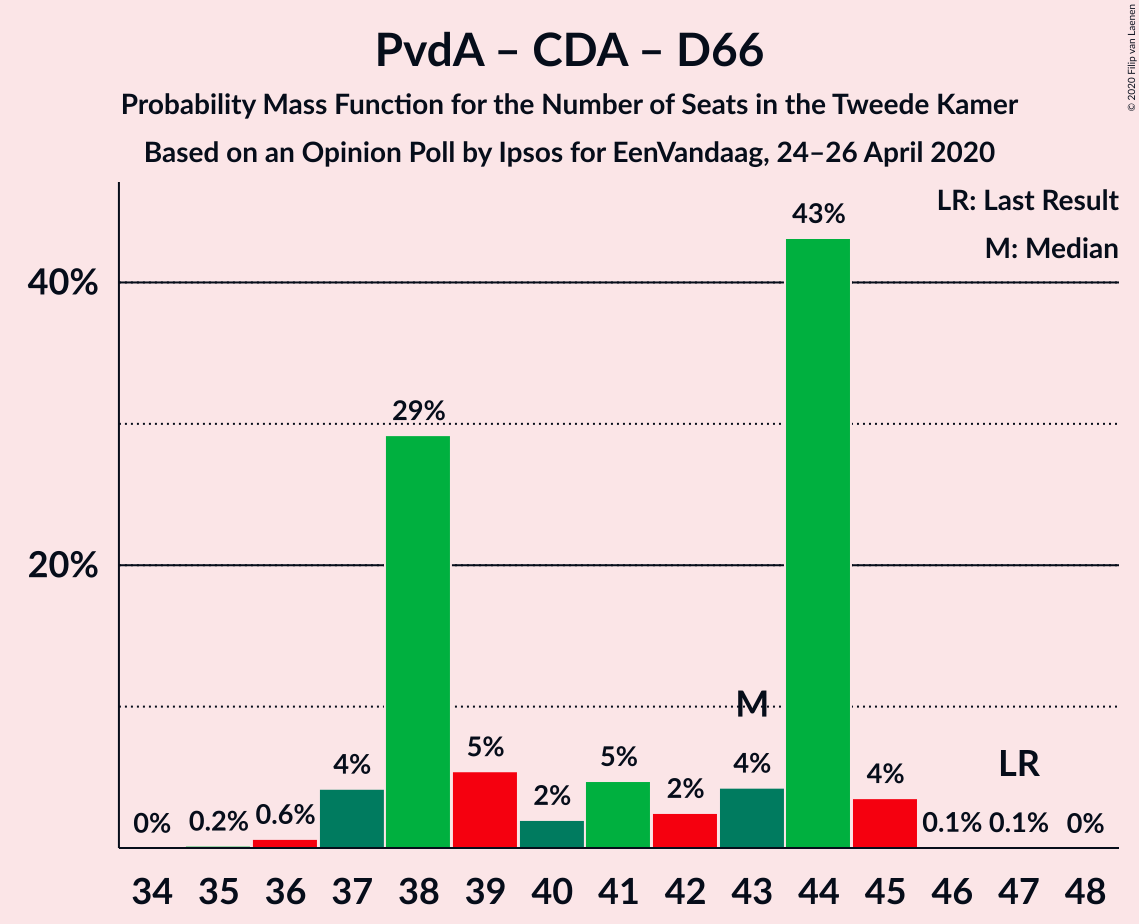 PvdA – CDA – D66
Probability Mass Function for the Number of Seats in the Tweede Kamer
Based on an Opinion Poll by Ipsos for EenVandaag, 24–26 April 2020
© 2020 Filip van Laenen
LR: Last Result
M: Median
40%
20%
0%
0.2%
0.6%
4%
29%
5%
2%
5%
2%
4%
43%
4%
0.1%
0.1%
0%
M
LR
34 35 36 37 38 39 40 41 42 43 44 45 46 47 48